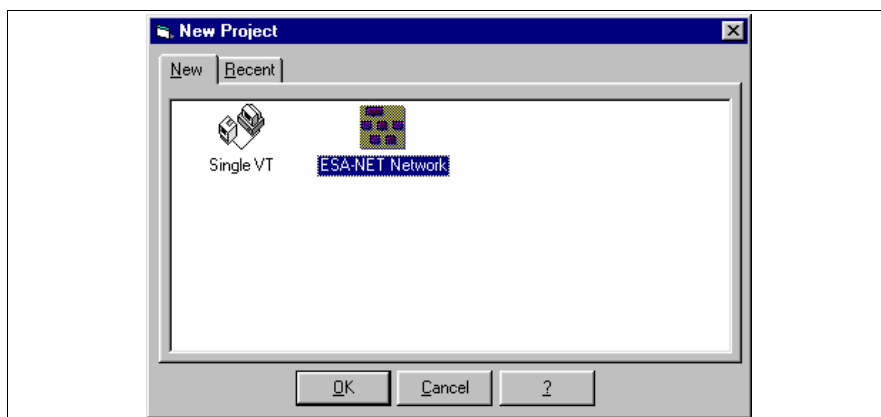 New Project
New Recent
Single VT ESA-NET Network
OK Cancel ?